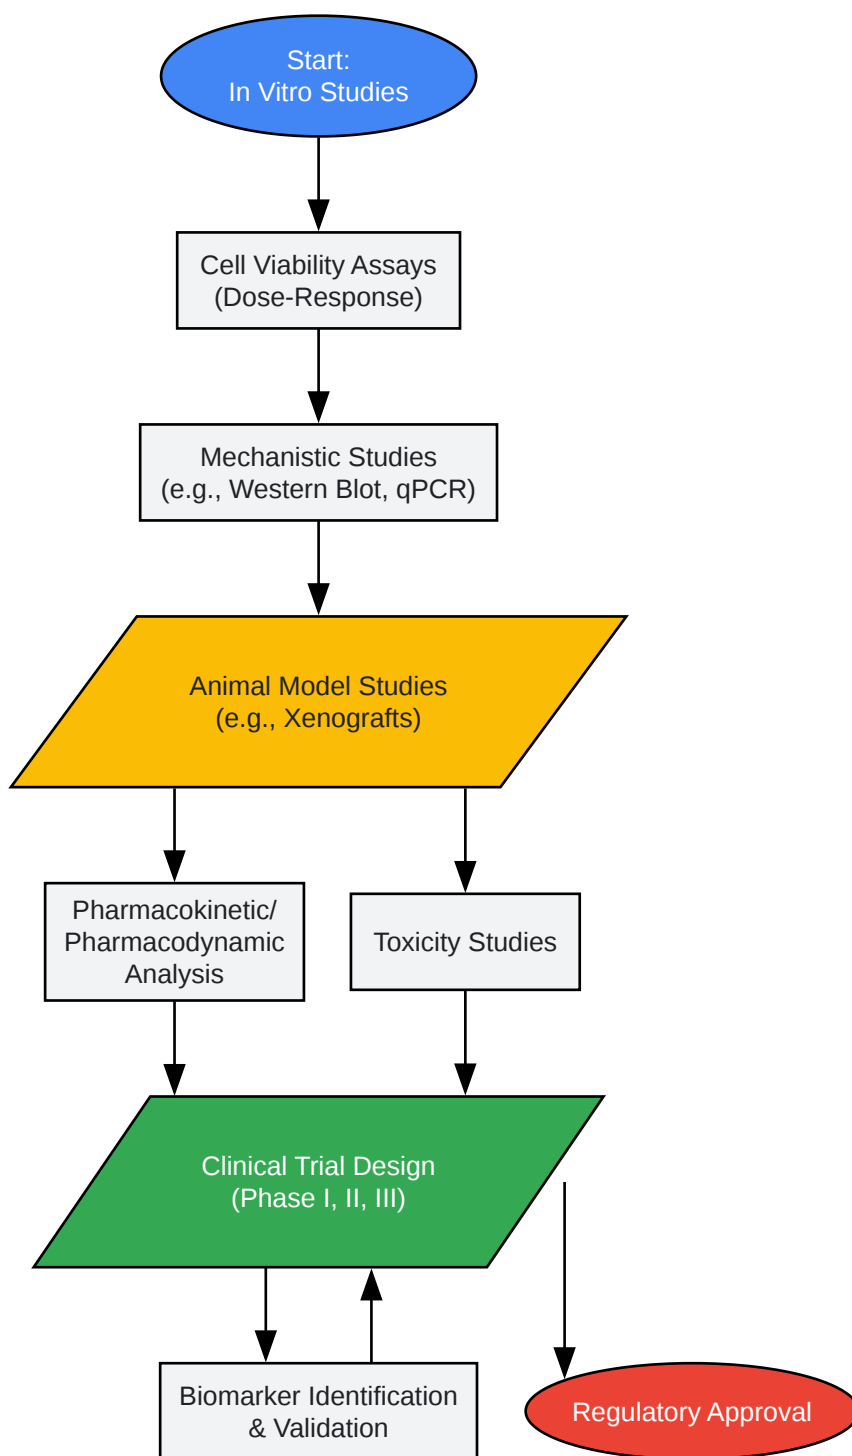 Start:
In Vitro Studies
Cell Viability Assays
(Dose-Response)
Mechanistic Studies
(e.g., Western Blot, qPCR)
Animal Model Studies
(e.g., Xenografts)
Pharmacokinetic/
Pharmacodynamic
Analysis
Toxicity Studies
Clinical Trial Design
(Phase I, II, III)
Biomarker Identification
& Validation
Regulatory Approval